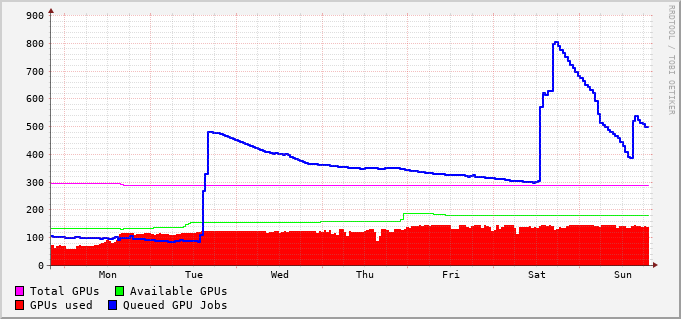 RRDTOOL / TOBI OETIKER
900
800
700
600
500
400
300
200
100
0
Mon Tue Wed Thu Fri Sat Sun
Total GPUs Available GPUs
GPUs used Queued GPU Jobs